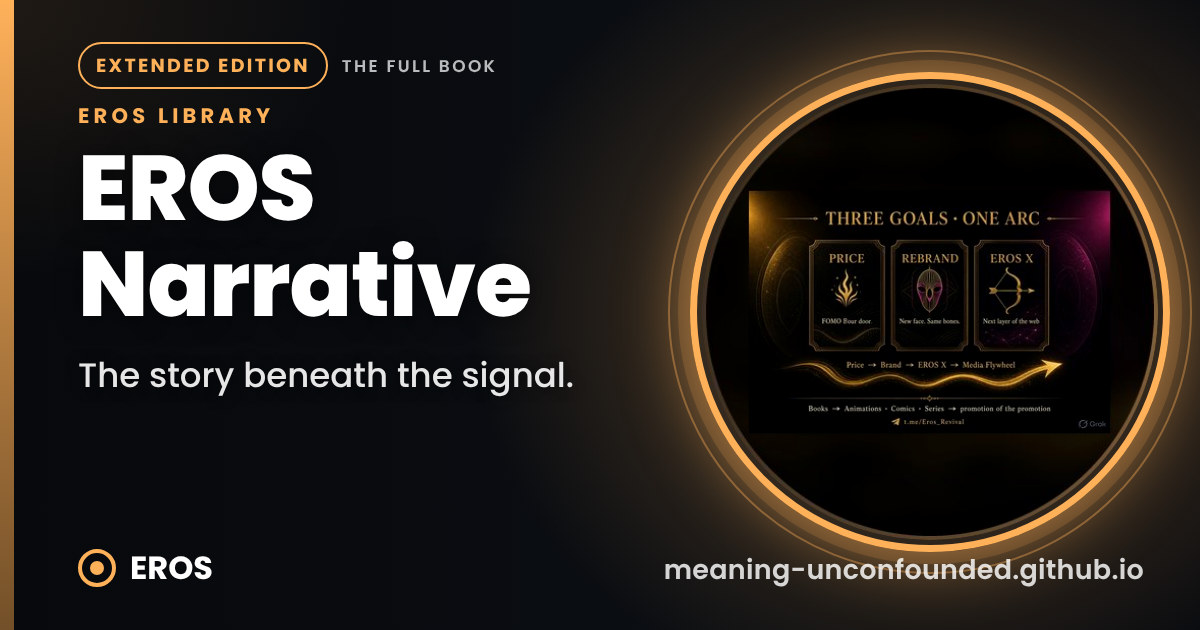 EXTENDED EDITION
THE FULL BOOK
EROS LIBRARY
EROS
Narrative
The story beneath the signal.
THREE GOALS · ONE ARC
PRICE
FOMO
REBRAND
New face. Same bones.
EROS X
Next layer of the web
Price → Brand → EROS X → Media Flywheel
Books → Animations · Comics · Series → promotion of the promotion
t.me/Eros_Revival
Grok
EROS
meaning-unconfounded.github.io